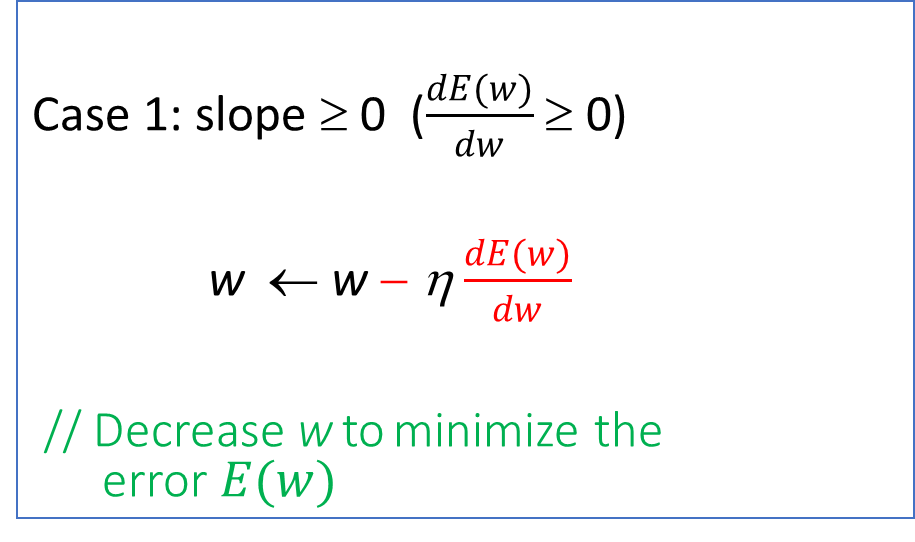 Case 1: slope ≥ 0 (dE(w)/dw ≥ 0)
w ← w − η dE(w)/dw
// Decrease w to minimize the
error E(w)